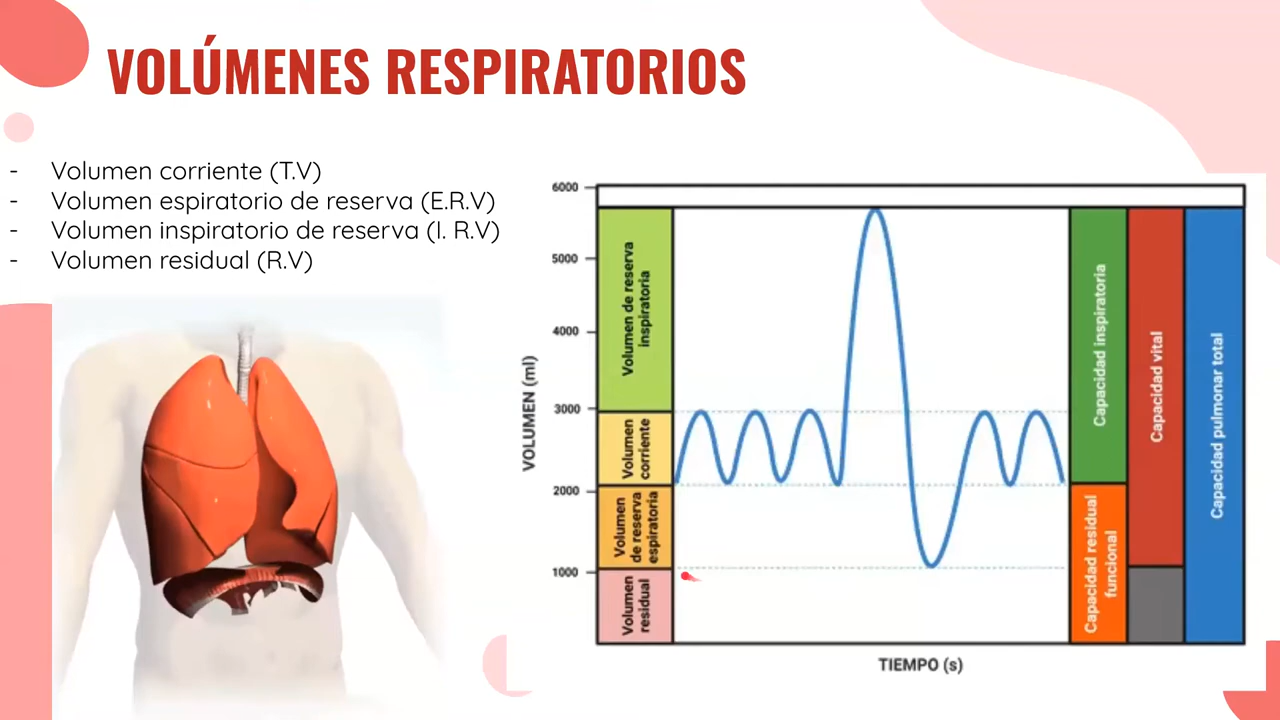 VOLÚMENES RESPIRATORIOS
- Volumen corriente (T.V)
- Volumen espiratorio de reserva (E.R.V)
- Volumen inspiratorio de reserva (I. R.V)
- Volumen residual (R.V)
VOLUMEN (ml)
6000
5000
4000
3000
2000
1000
Volumen de reserva
inspiratoria
Volumen
corriente
Volumen
de reserva
espiratoria
Volumen
residual
Capacidad inspiratoria
Capacidad residual
funcional
Capacidad vital
Capacidad pulmonar total
TIEMPO (s)